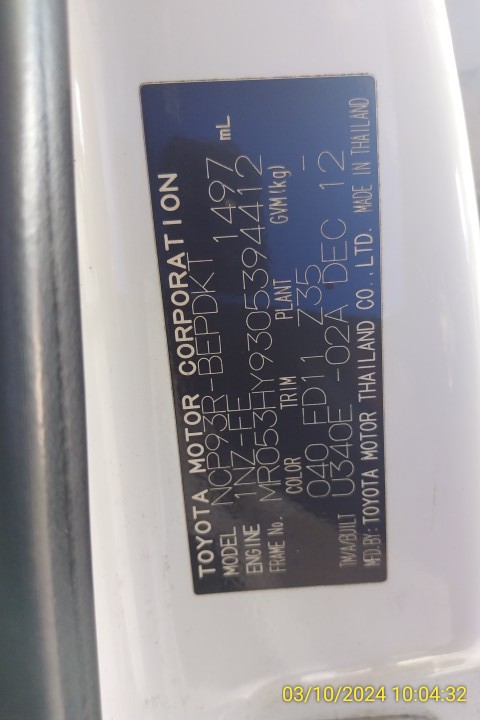 TOYOTA MOTOR CORPORATION
MODEL NCP93R-BEPDKT 1497 mL
ENGINE 1NZ-FE
FRAME No. MR053HY9305394412
COLOR TRIM PLANT GVM(kg)
040 FD11 Z35 -
TM/A/BUILT U340E -02A DEC 12
MFD.BY: TOYOTA MOTOR THAILAND CO.,LTD. MADE IN THAILAND
03/10/2024 10:04:32